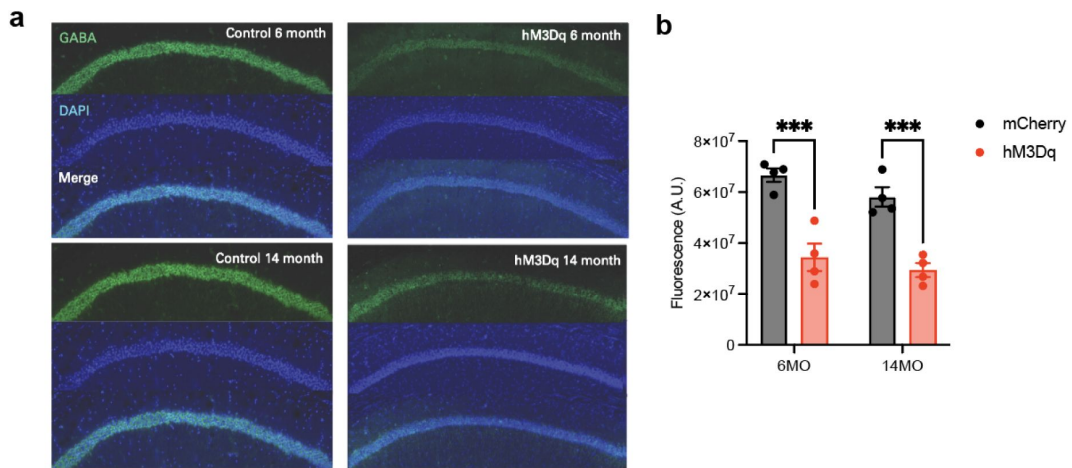 a
GABA
Control 6 month
hM3Dq 6 month
DAPI
Merge
Control 14 month
hM3Dq 14 month
b
mCherry
hM3Dq
*** ***
8×10⁷
6×10⁷
4×10⁷
2×10⁷
0
Fluorescence (A.U.)
6MO 14MO